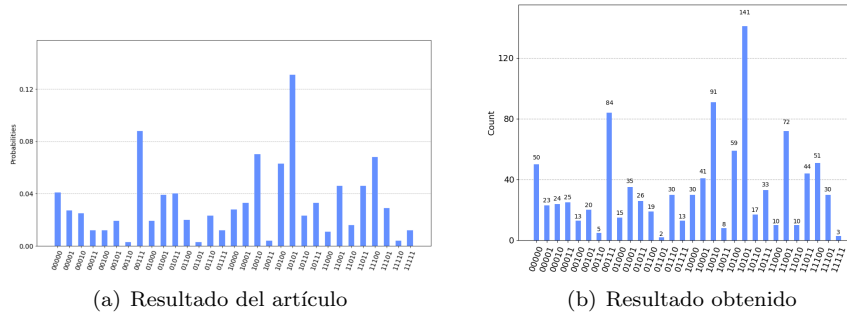 Probabilities
0.12
0.08
0.04
0.00
00000 00001 00010 00011 00100 00101 00110 00111 01000 01001 01011 01100 01101 01110 01111 10000 10001 10010 10011 10100 10101 10110 10111 11000 11001 11010 11011 11100 11101 11110 11111
(a) Resultado del artículo
Count
120
80
40
0
50 23 24 25 13 20 5 84 15 35 26 19 2 30 13 30 41 91 8 59 141 17 33 10 72 10 44 51 30 3
00000 00001 00010 00011 00100 00101 00110 00111 01000 01001 01011 01100 01101 01110 01111 10000 10001 10010 10011 10100 10101 10110 10111 11000 11001 11010 11011 11100 11101 11111
(b) Resultado obtenido